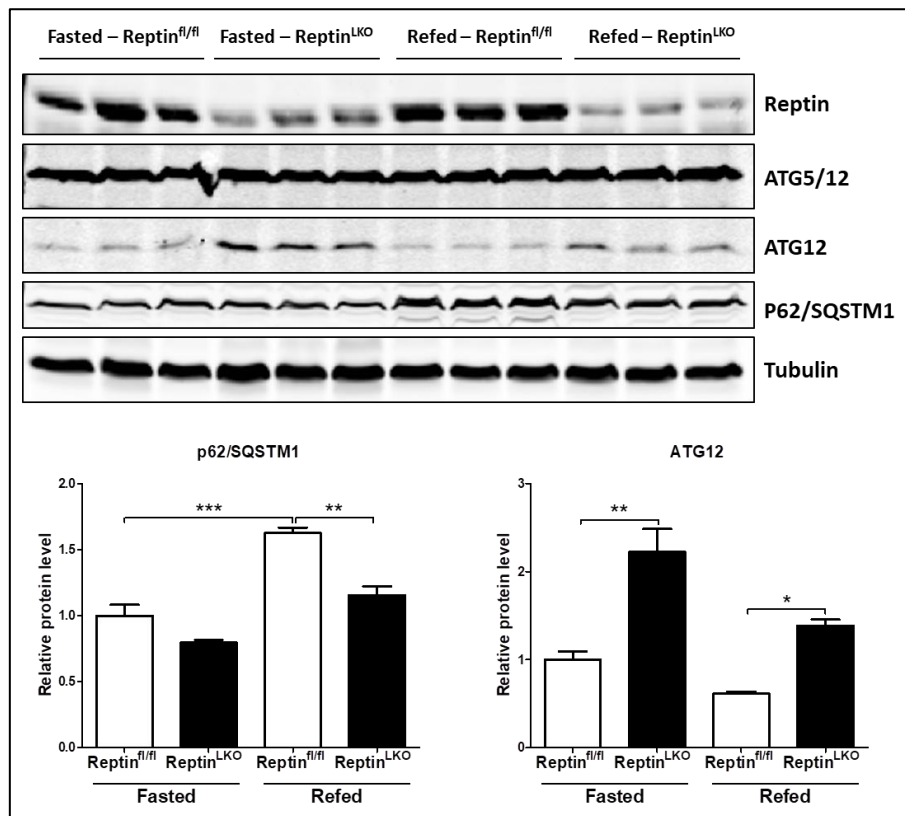 Fasted – Reptin^fl/fl Fasted – Reptin^LKO Refed – Reptin^fl/fl Refed – Reptin^LKO
Reptin
ATG5/12
ATG12
P62/SQSTM1
Tubulin
p62/SQSTM1
Relative protein level
2.0
1.5
1.0
0.5
0.0
*** **
Reptin^fl/fl Reptin^LKO Reptin^fl/fl Reptin^LKO
Fasted Refed
ATG12
Relative protein level
3
2
1
0
**
*
Reptin^fl/fl Reptin^LKO Reptin^fl/fl Reptin^LKO
Fasted Refed